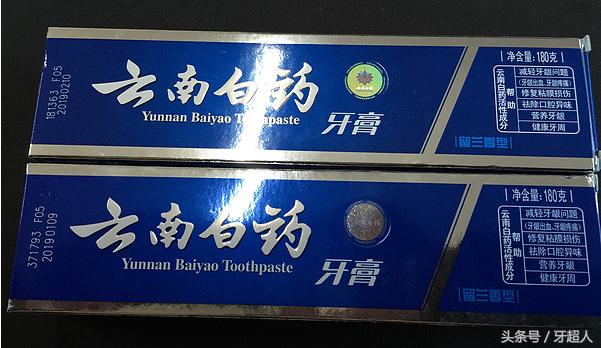 181363 F05
20190210
云南白药
Yunnan Baiyao Toothpaste
牙膏
净含量:180克
云南白药活性成分
帮助
减轻牙龈问题
(牙龈出血、牙龈疼痛)
修复粘膜损伤
祛除口腔异味
营养牙龈
健康牙周
留兰香型
371793 F05
20190109
云南白药
Yunnan Baiyao Toothpaste
牙膏
净含量:180克
云南白药活性成分
帮助
减轻牙龈问题
(牙龈出血、牙龈疼痛)
修复粘膜损伤
祛除口腔异味
营养牙龈
健康牙周
留兰香型
头条号 / 牙超人